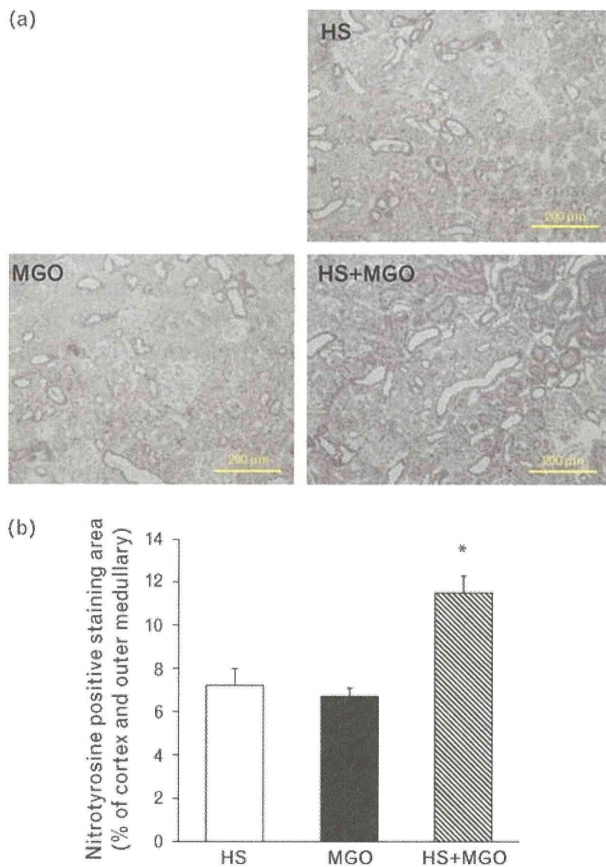 (a)
HS
200 µm
MGO
200 µm
HS+MGO
200 µm
(b)
Nitrotyrosine positive staining area
(% of cortex and outer medullary)
14
12
10
8
6
4
2
0
*
HS
MGO
HS+MGO